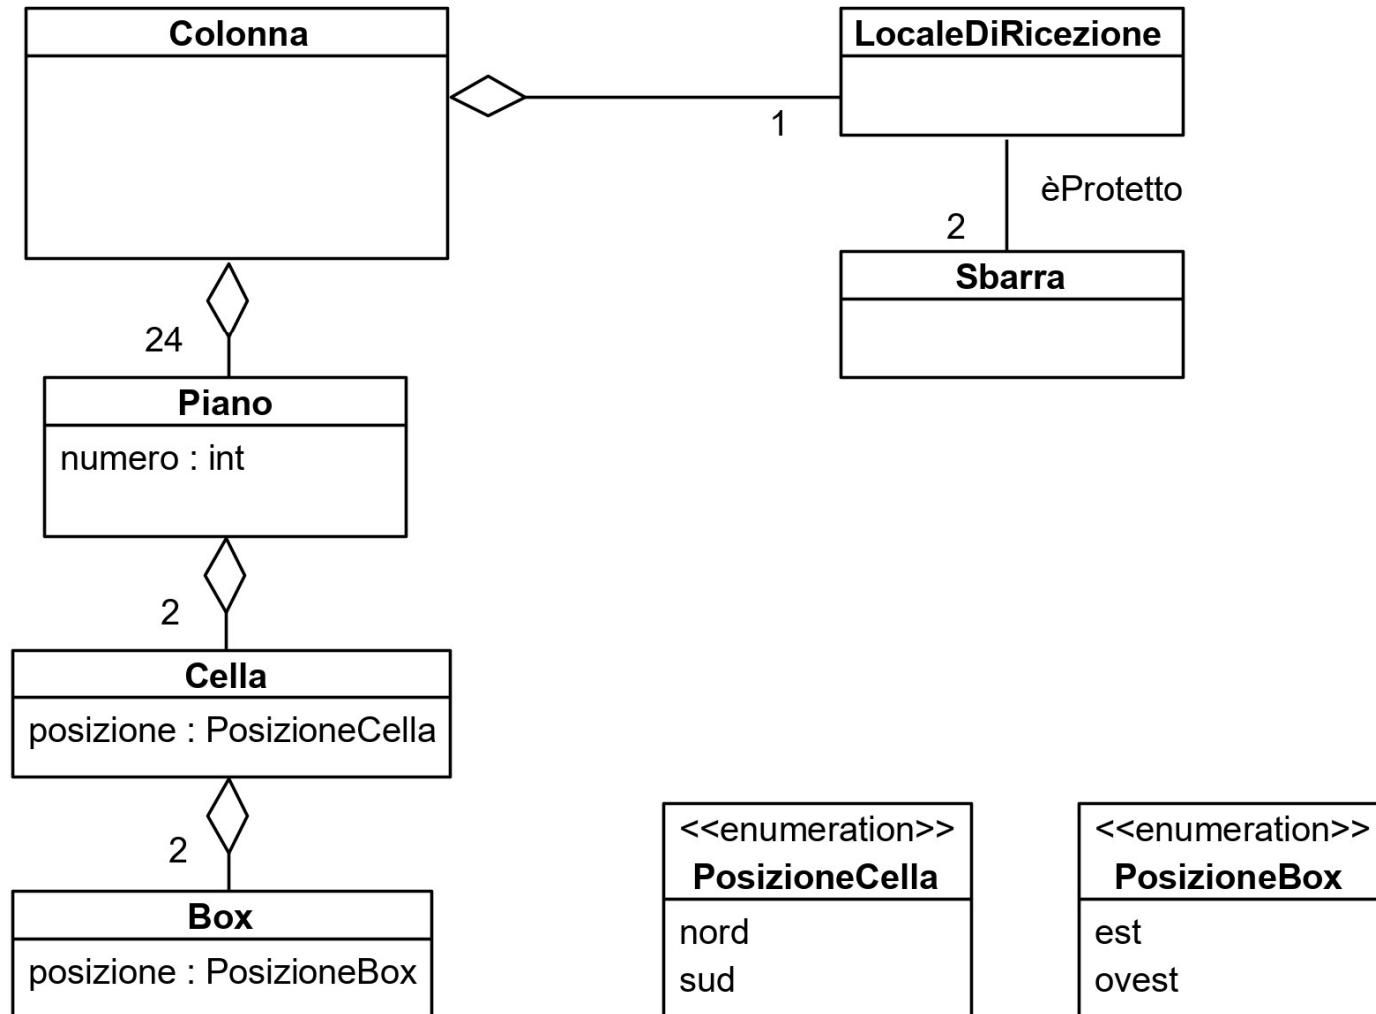 Colonna
LocaleDiRicezione
1
èProtetto
2
Sbarra
24
Piano
numero : int
2
Cella
posizione : PosizioneCella
2
Box
posizione : PosizioneBox
<<enumeration>>
PosizioneCella
nord
sud
<<enumeration>>
PosizioneBox
est
ovest